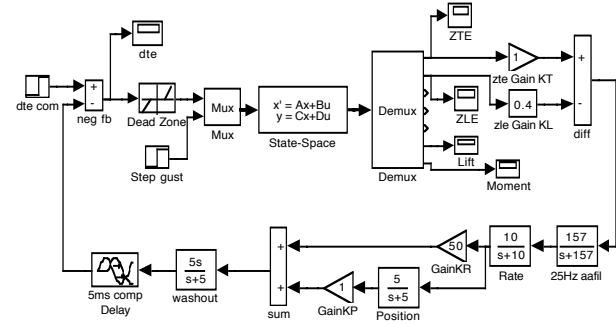 ZTE
dte
1
zte Gain KT
+
-
dte com
neg fb
Dead Zone
Mux
Mux
x' = Ax+Bu
y = Cx+Du
State-Space
Demux
Demux
ZLE
0.4
zle Gain KL
+
-
diff
Step gust
Lift
Moment
5ms comp
Delay
5s
s+5
washout
+
+
sum
50
GainKR
1
GainKP
5
s+5
Position
10
s+10
Rate
157
s+157
25Hz aafil